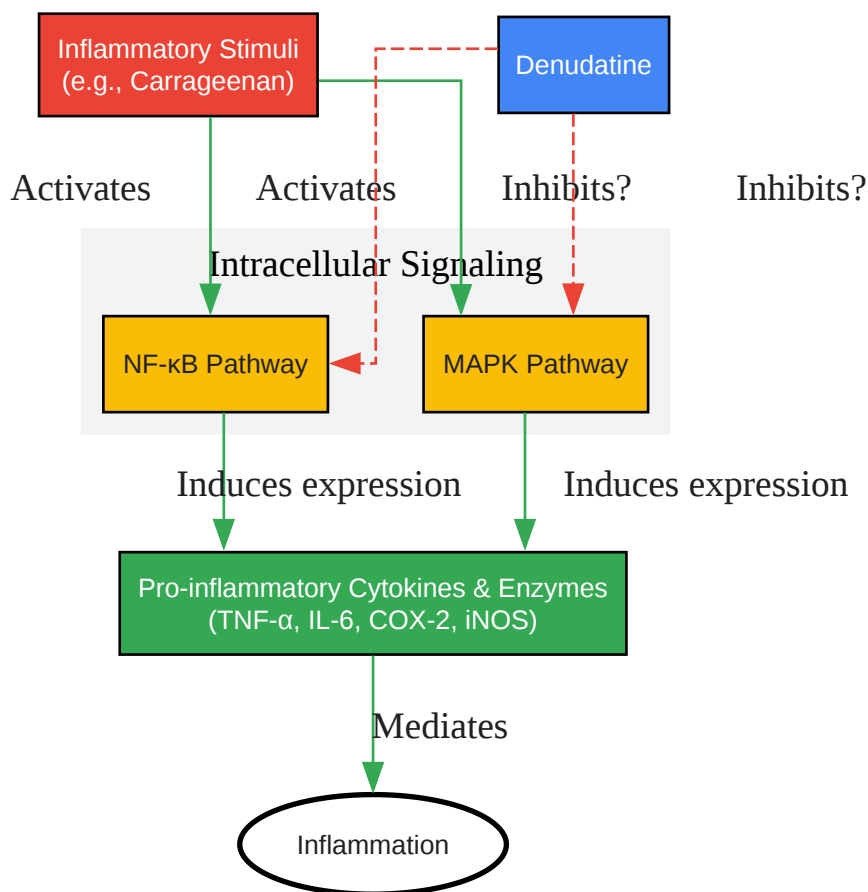 Inflammatory Stimuli
(e.g., Carrageenan)
Denudatine
Activates
Activates
Inhibits?
Inhibits?
Intracellular Signaling
NF-κB Pathway
MAPK Pathway
Induces expression
Induces expression
Pro-inflammatory Cytokines & Enzymes
(TNF-α, IL-6, COX-2, iNOS)
Mediates
Inflammation